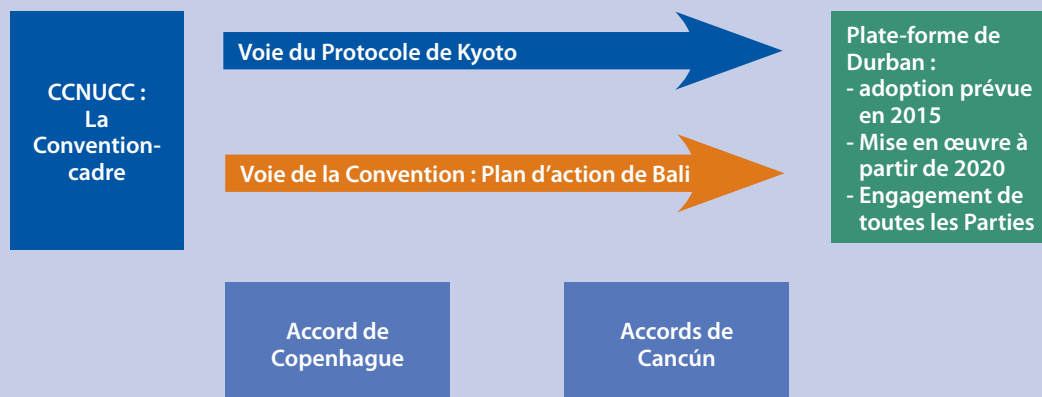 CCNUCC :
La
Convention-
cadre
Voie du Protocole de Kyoto
Voie de la Convention : Plan d’action de Bali
Plate-forme de
Durban :
- adoption prévue
en 2015
- Mise en œuvre à
partir de 2020
- Engagement de
toutes les Parties
Accord de
Copenhague
Accords de
Cancún